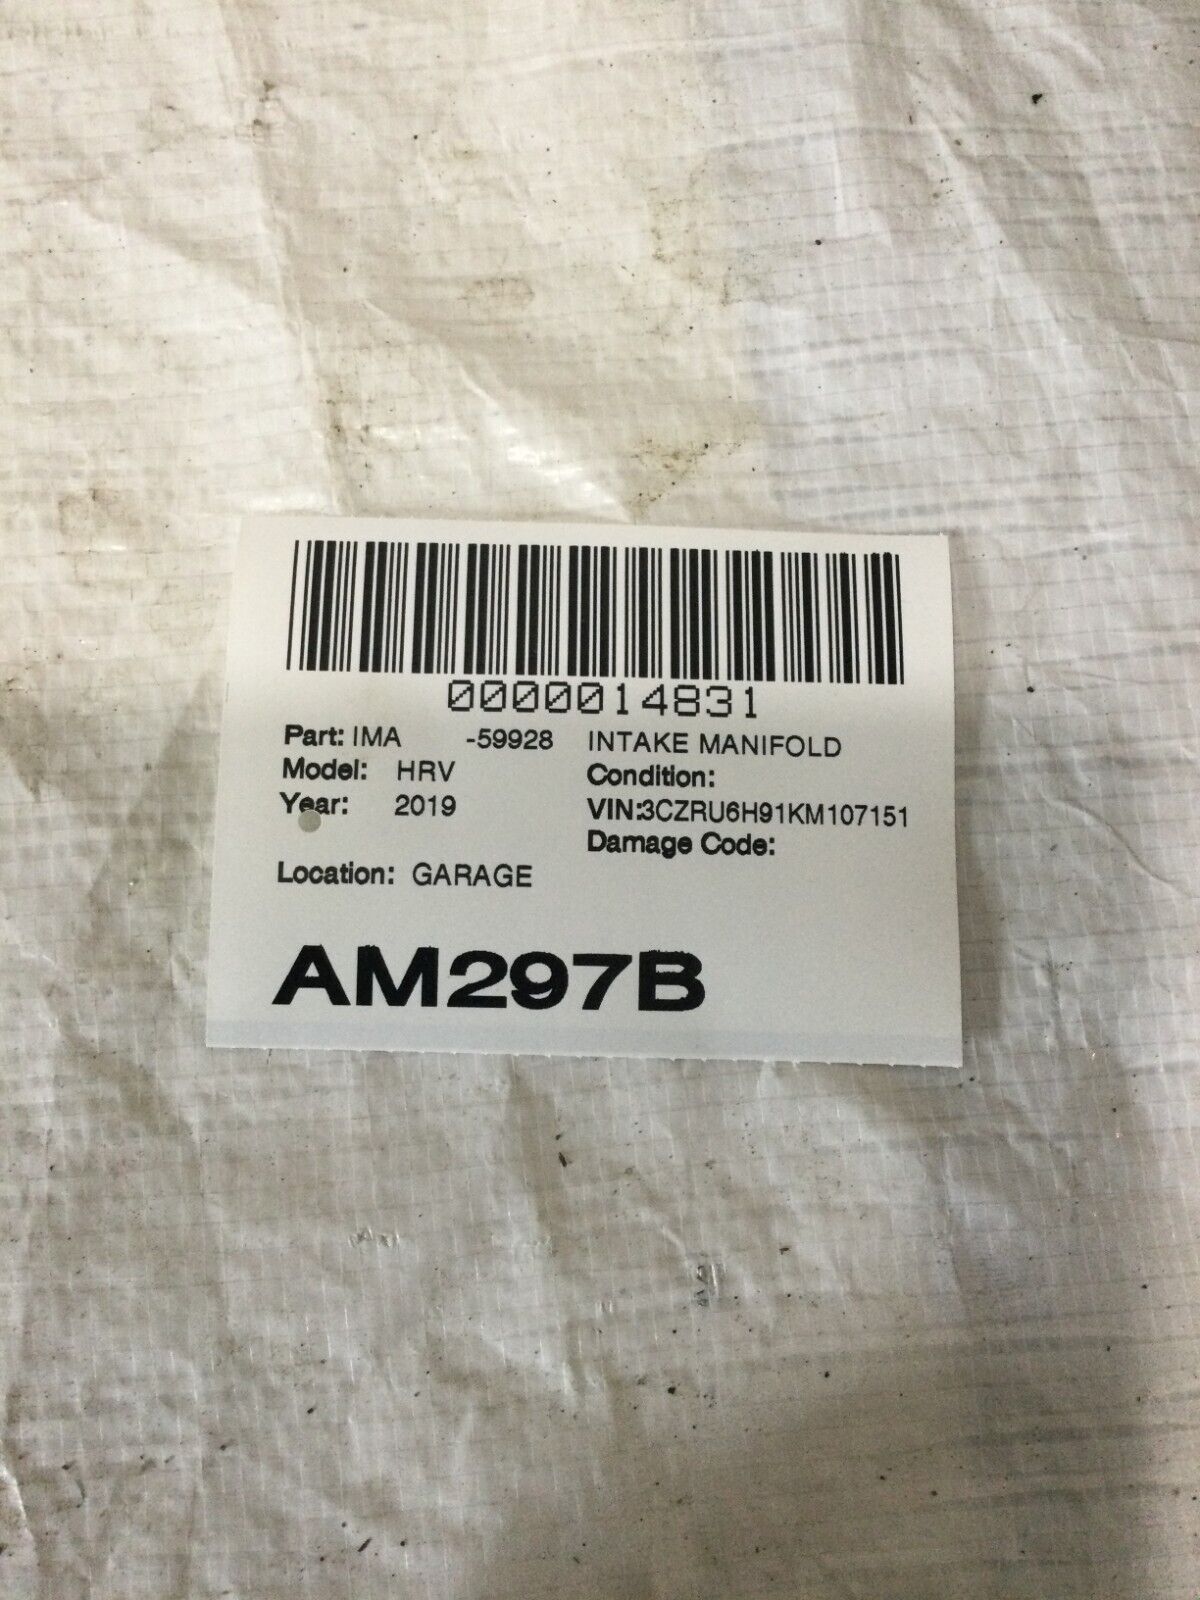 0000014831
Part: IMA -59928 INTAKE MANIFOLD
Model: HRV Condition:
Year: 2019 VIN:3CZRU6H91KM107151
Damage Code:
Location: GARAGE
AM297B